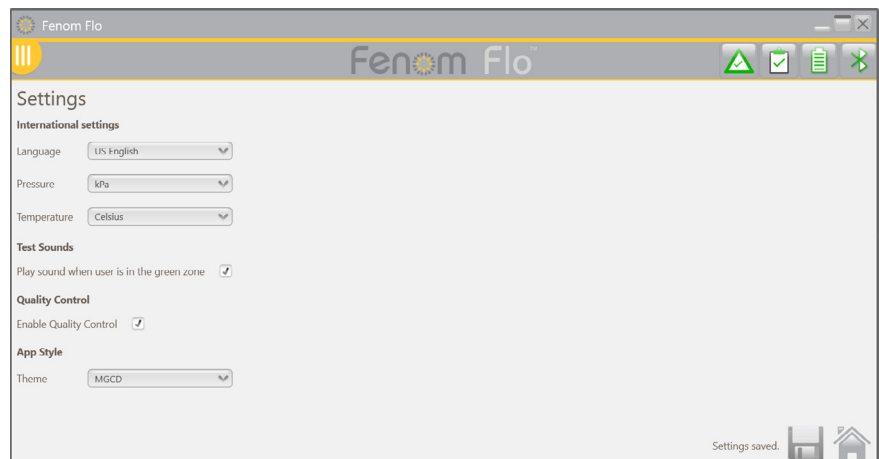 Fenom Flo
Fenom Flo™
Settings
International settings
Language US English
Pressure kPa
Temperature Celsius
Test Sounds
Play sound when user is in the green zone
Quality Control
Enable Quality Control
App Style
Theme MGCD
Settings saved.